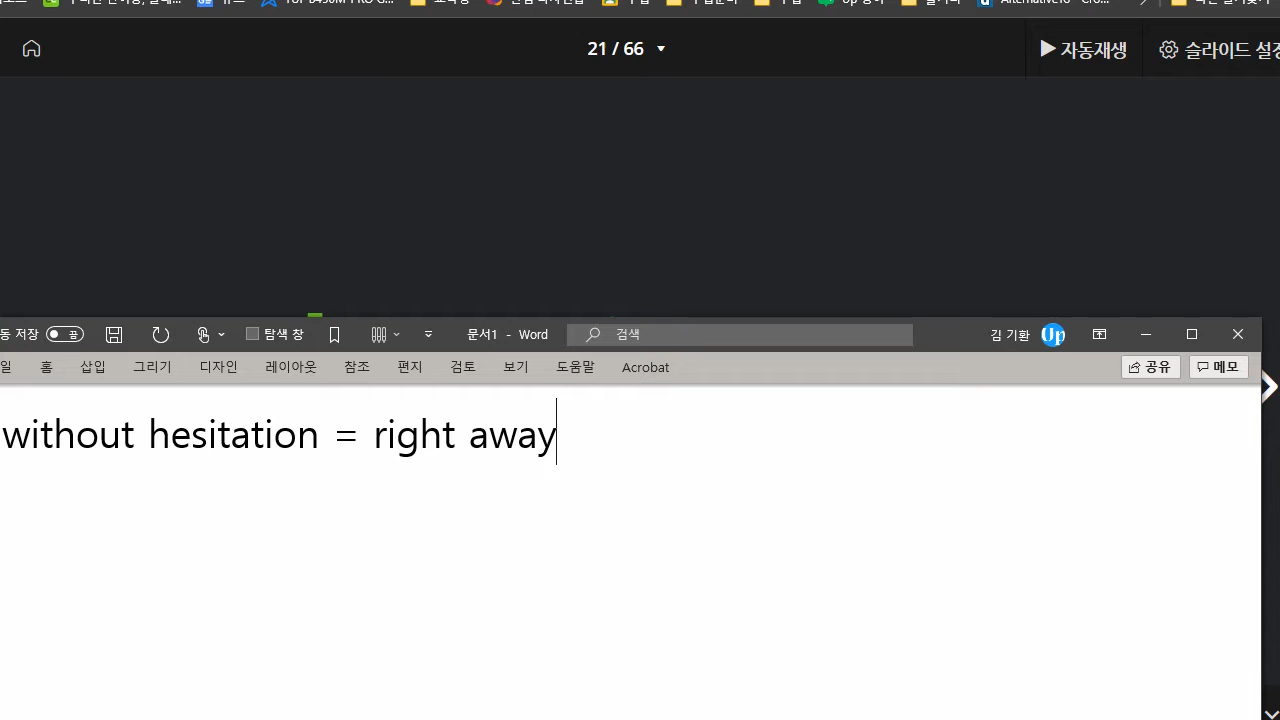 21 / 66
자동재생
슬라이드 설정
동 저장
끔
탐색 창
문서1 - Word
검색
김 기환
Up
일 홈 삽입 그리기 디자인 레이아웃 참조 편지 검토 보기 도움말 Acrobat
공유
메모
without hesitation = right away